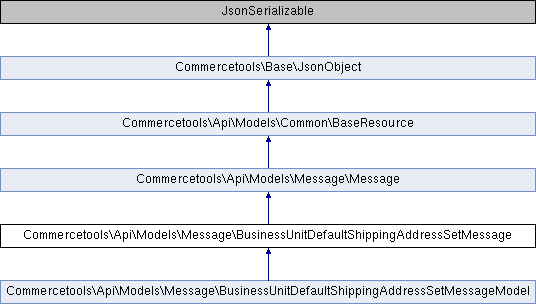 JsonSerializable
Commercetools\Base\JsonObject
Commercetools\Api\Models\Common\BaseResource
Commercetools\Api\Models\Message\Message
Commercetools\Api\Models\Message\BusinessUnitDefaultShippingAddressSetMessage
Commercetools\Api\Models\Message\BusinessUnitDefaultShippingAddressSetMessageModel